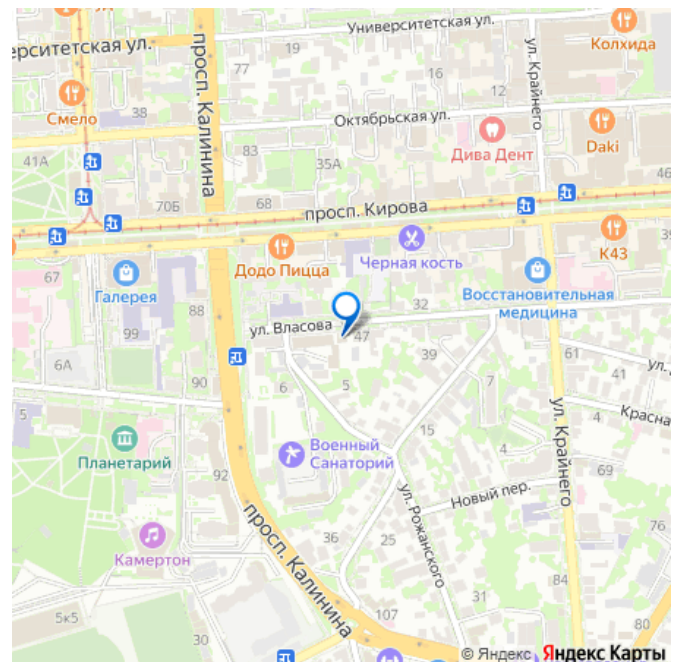 Университетская ул.
Колхида
верситетская ул.
просп. Калинина
ул. Крайнего
19
77
16
12
38
Смело
Октябрьская ул.
Дива Дент
Daki
83
35А
41А
70Б
68
46
просп. Кирова
Додо Пицца
Черная кость
К43
67
Галерея
88
Восстановительная
медицина
ул. Власова
32
47
99
39
61
6А
6
5
7
41
ул.
90
5
15
4
Красна
Планетарий
92
Военный
Санаторий
ул. Крайнего
4
69
Новый пер.
ул. Рожанского
просп. Калинина
Камертон
36
25
76
31
84
5к5
30
107
80
© Яндекс Яндекс Карты